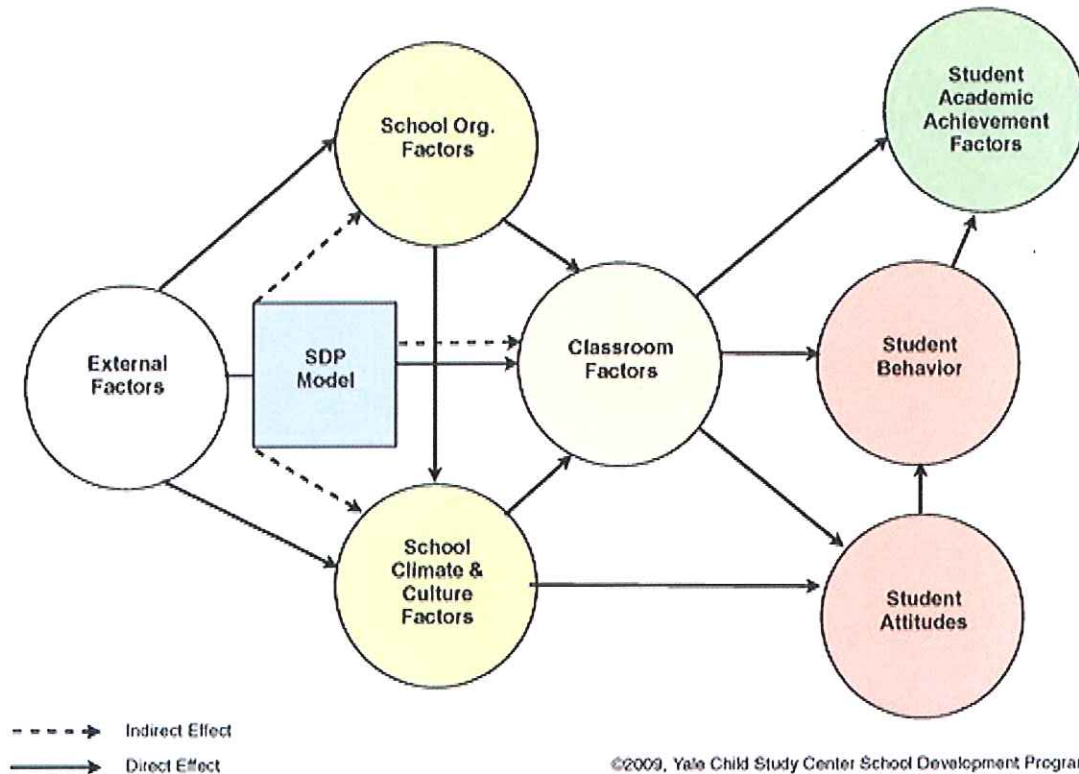 Student
Academic
Achievement
Factors
School Org.
Factors
External
Factors
SDP
Model
Classroom
Factors
Student
Behavior
School
Climate &
Culture
Factors
Student
Attitudes
Indirect Effect
Direct Effect
©2009, Yale Child Study Center School Development Program